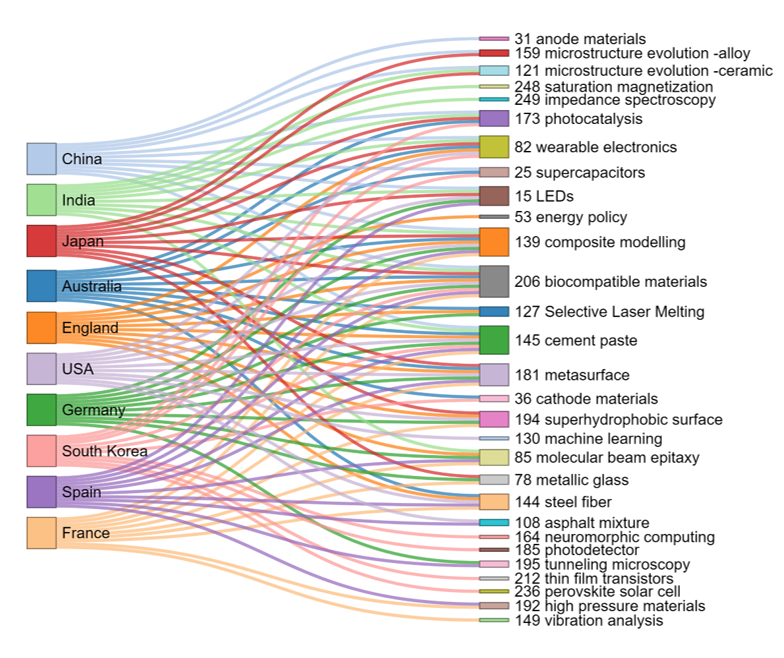 China
India
Japan
Australia
England
USA
Germany
South Korea
Spain
France
31 anode materials
159 microstructure evolution -alloy
121 microstructure evolution -ceramic
248 saturation magnetization
249 impedance spectroscopy
173 photocatalysis
82 wearable electronics
25 supercapacitors
15 LEDs
53 energy policy
139 composite modelling
206 biocompatible materials
127 Selective Laser Melting
145 cement paste
181 metasurface
36 cathode materials
194 superhydrophobic surface
130 machine learning
85 molecular beam epitaxy
78 metallic glass
144 steel fiber
108 asphalt mixture
164 neuromorphic computing
185 photodetector
195 tunneling microscopy
212 thin film transistors
236 perovskite solar cell
192 high pressure materials
149 vibration analysis